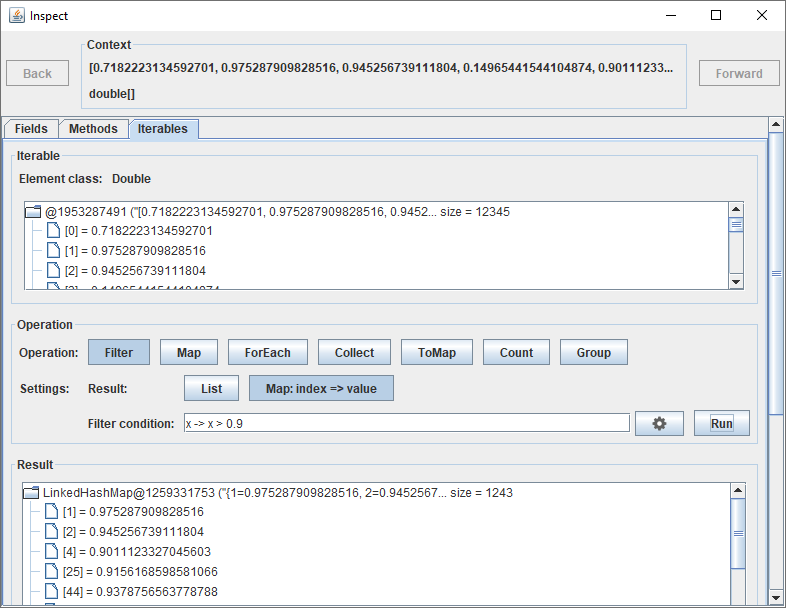 Inspect
Context
Back
[0.7182223134592701, 0.975287909828516, 0.945256739111804, 0.14965441544104874, 0.90111233...
Forward
double[]
Fields Methods Iterables
Iterable
Element class: Double
@1953287491 ("[0.7182223134592701, 0.975287909828516, 0.9452... size = 12345
[0] = 0.7182223134592701
[1] = 0.975287909828516
[2] = 0.945256739111804
[3] = 0.14965441544104874
Operation
Operation: Filter Map ForEach Collect ToMap Count Group
Settings: Result: List Map: index => value
Filter condition: x -> x > 0.9 Run
Result
LinkedHashMap@1259331753 ("{1=0.975287909828516, 2=0.9452567... size = 1243
[1] = 0.975287909828516
[2] = 0.945256739111804
[4] = 0.9011123327045603
[25] = 0.9156168598581066
[44] = 0.9378756563778788